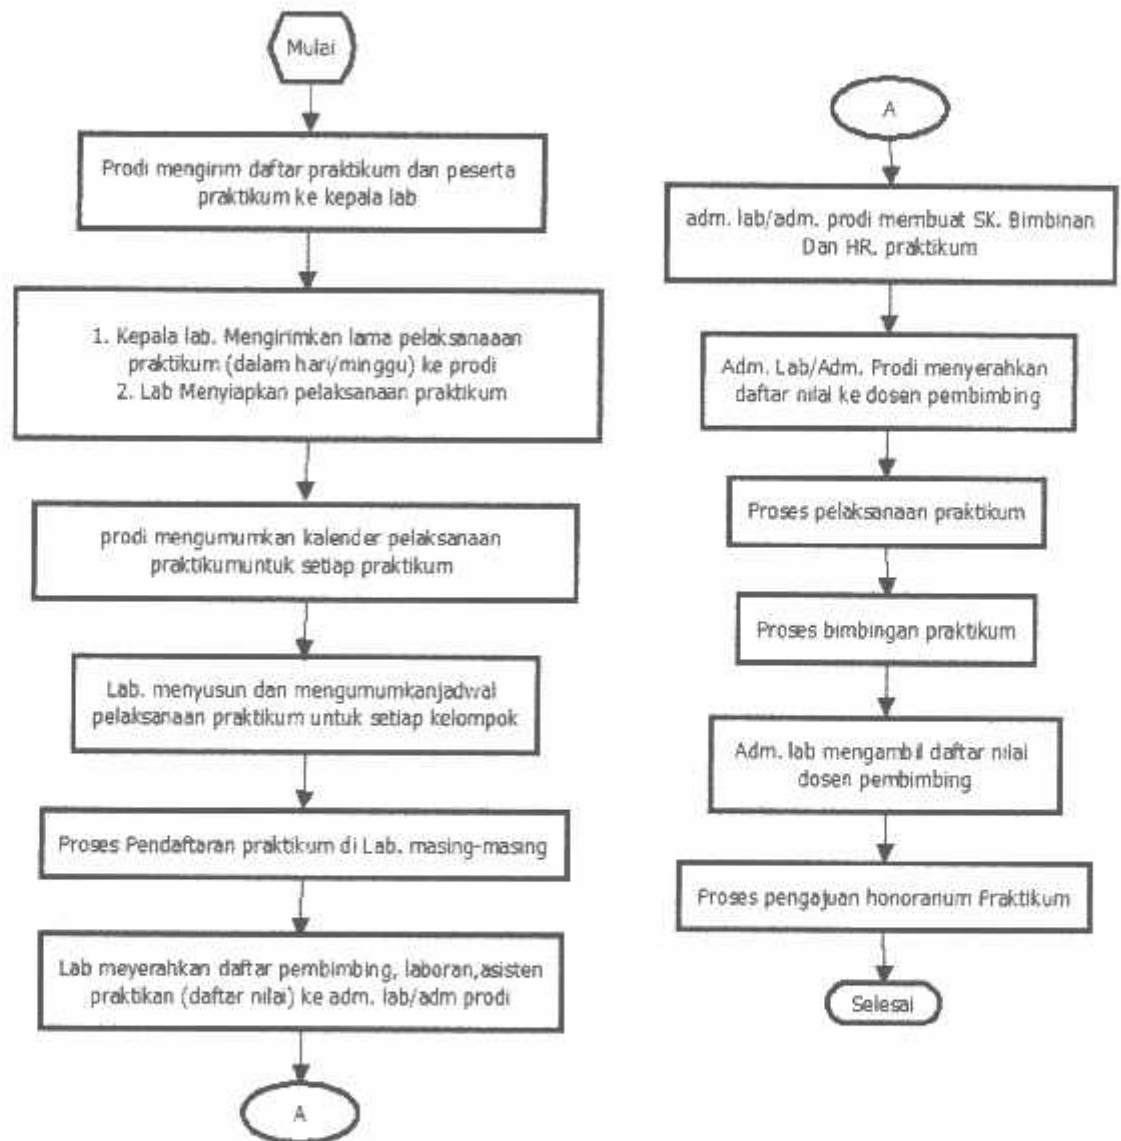 Mulai
Prodi mengirim daftar praktikum dan peserta
praktikum ke kepala lab
1. Kepala lab. Mengirimkan lama pelaksanaaan
praktikum (dalam hari/minggu) ke prodi
2. Lab Menyiapkan pelaksanaan praktikum
prodi mengumumkan kalender pelaksanaan
praktikumuntuk setiap praktikum
Lab. menyusun dan mengumumkanjadwal
pelaksanaan praktikum untuk setiap kelompok
Proses Pendaftaran praktikum di Lab. masing-masing
Lab meyerahkan daftar pembimbing, laboran,asisten
praktikan (daftar nilai) ke adm. lab/adm prodi
A
A
adm. lab/adm. prodi membuat SK. Bimbinan
Dan HR. praktikum
Adm. Lab/Adm. Prodi menyerahkan
daftar nilai ke dosen pembimbing
Proses pelaksanaan praktikum
Proses bimbingan praktikum
Adm. lab mengambil daftar nilai
dosen pembimbing
Proses pengajuan honorarium Praktikum
Selesai